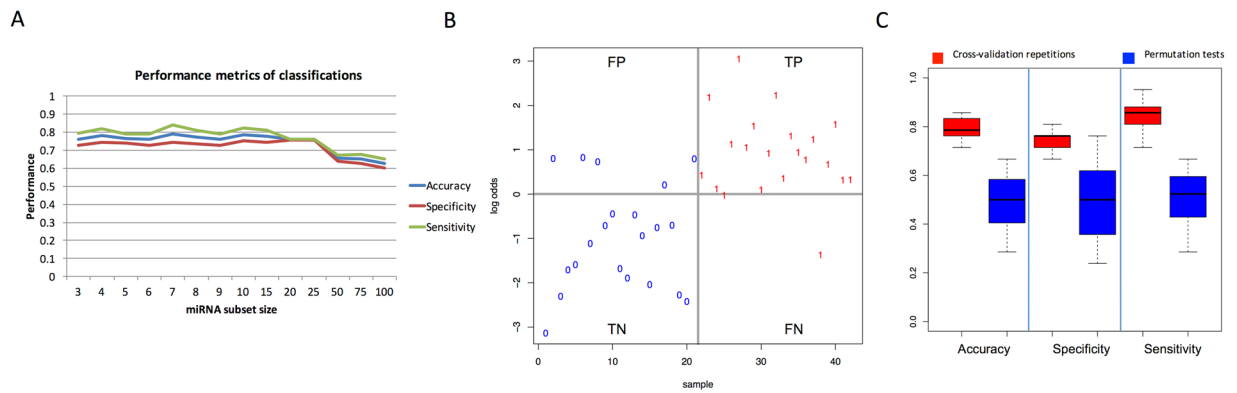 A
Performance metrics of classifications
1
0.9
0.8
0.7
0.6
0.5
0.4
0.3
0.2
0.1
0
Performance
3 4 5 6 7 8 9 10 15 20 25 50 75 100
miRNA subset size
Accuracy
Specificity
Sensitivity
B
FP TP
TN FN
3
2
1
0
-1
-2
-3
log odds
0 10 20 30 40
sample
C
Cross-validation repetitions Permutation tests
1.0
0.8
0.6
0.4
0.2
0.0
Accuracy Specificity Sensitivity